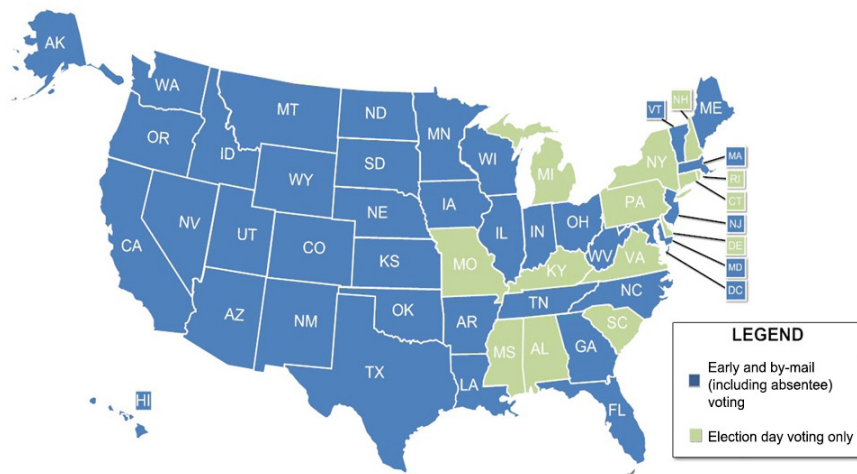 AK
WA
MT
ND
MN
VT
NH
ME
OR
ID
SD
WI
MI
NY
MA
RI
CT
WY
IA
PA
NJ
NE
DE
NV
UT
CO
IL
IN
OH
MD
WV
VA
DC
CA
KS
MO
KY
AZ
NM
OK
AR
TN
NC
SC
MS
AL
GA
TX
LA
FL
HI
LEGEND
Early and by-mail
(including absentee)
voting
Election day voting only